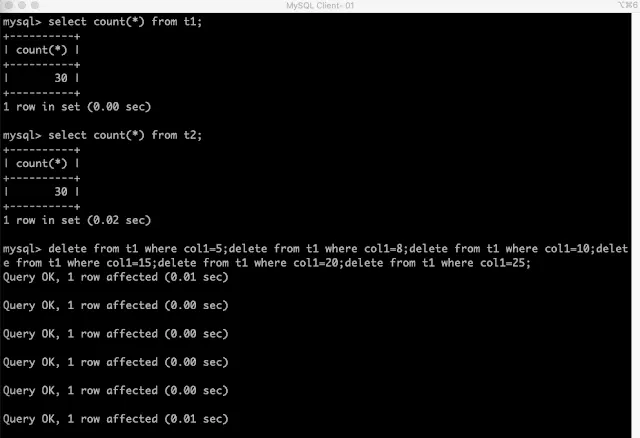 MySQL Client- 01
⌥⌘6
mysql> select count(*) from t1;
+----------+
| count(*) |
+----------+
|       30 |
+----------+
1 row in set (0.00 sec)
mysql> select count(*) from t2;
+----------+
| count(*) |
+----------+
|       30 |
+----------+
1 row in set (0.02 sec)
mysql> delete from t1 where col1=5;delete from t1 where col1=8;delete from t1 where col1=10;delet
e from t1 where col1=15;delete from t1 where col1=20;delete from t1 where col1=25;
Query OK, 1 row affected (0.01 sec)
Query OK, 1 row affected (0.00 sec)
Query OK, 1 row affected (0.00 sec)
Query OK, 1 row affected (0.00 sec)
Query OK, 1 row affected (0.00 sec)
Query OK, 1 row affected (0.01 sec)